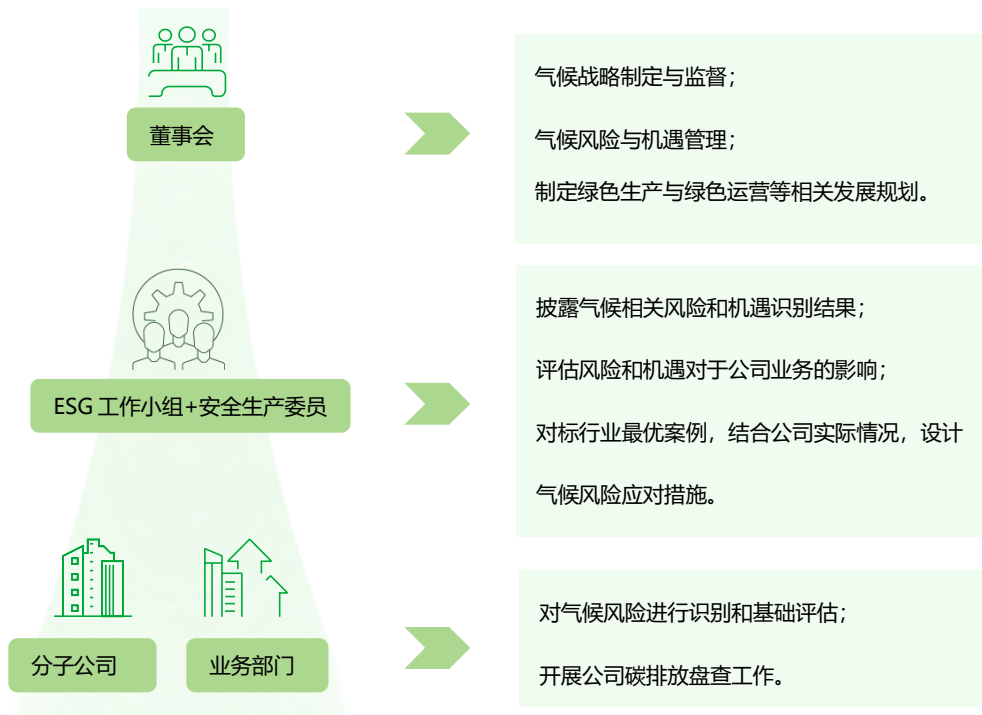 董事会
气候战略制定与监督；
气候风险与机遇管理；
制定绿色生产与绿色运营等相关发展规划。
ESG 工作小组+安全生产委员
披露气候相关风险和机遇识别结果；
评估风险和机遇对于公司业务的影响；
对标行业最优案例，结合公司实际情况，设计
气候风险应对措施。
分子公司
业务部门
对气候风险进行识别和基础评估；
开展公司碳排放盘查工作。